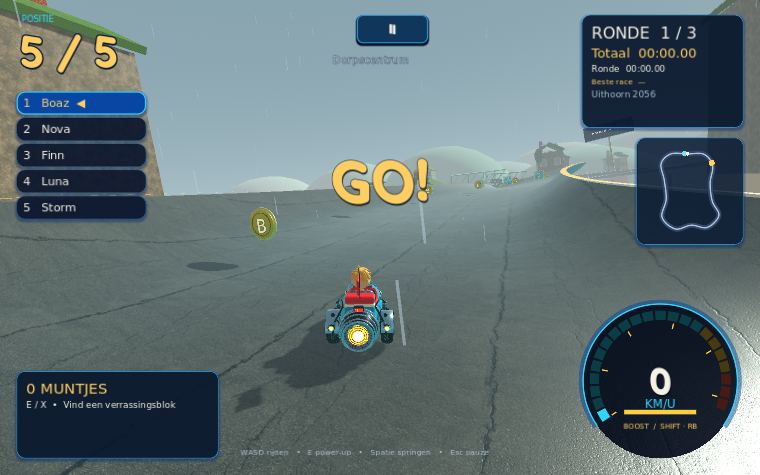 POSITIE
5 / 5
1 Boaz ◀
2 Nova
3 Finn
4 Luna
5 Storm
Dorpscentrum
RONDE 1 / 3
Totaal 00:00.00
Ronde 00:00.00
Beste race —
Uithoorn 2056
GO!
B
0 MUNTJES
E / X • Vind een verrassingsblok
0
KM/U
BOOST / SHIFT · RB
WASD rijden • E power-up • Spatie springen • Esc pauze